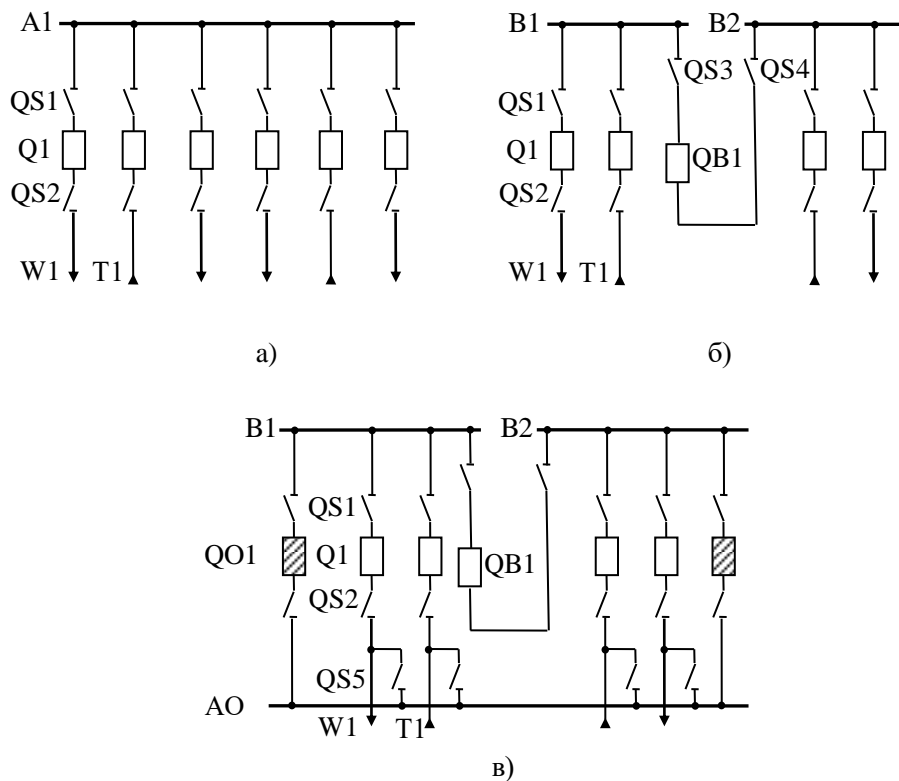 A1
QS1
Q1
QS2
W1 T1
а)
B1 B2
QS3 QS4
QS1
Q1 QB1
QS2
W1 T1
б)
B1 B2
QS1
QO1 Q1 QB1
QS2
QS5
AO
W1 T1
в)